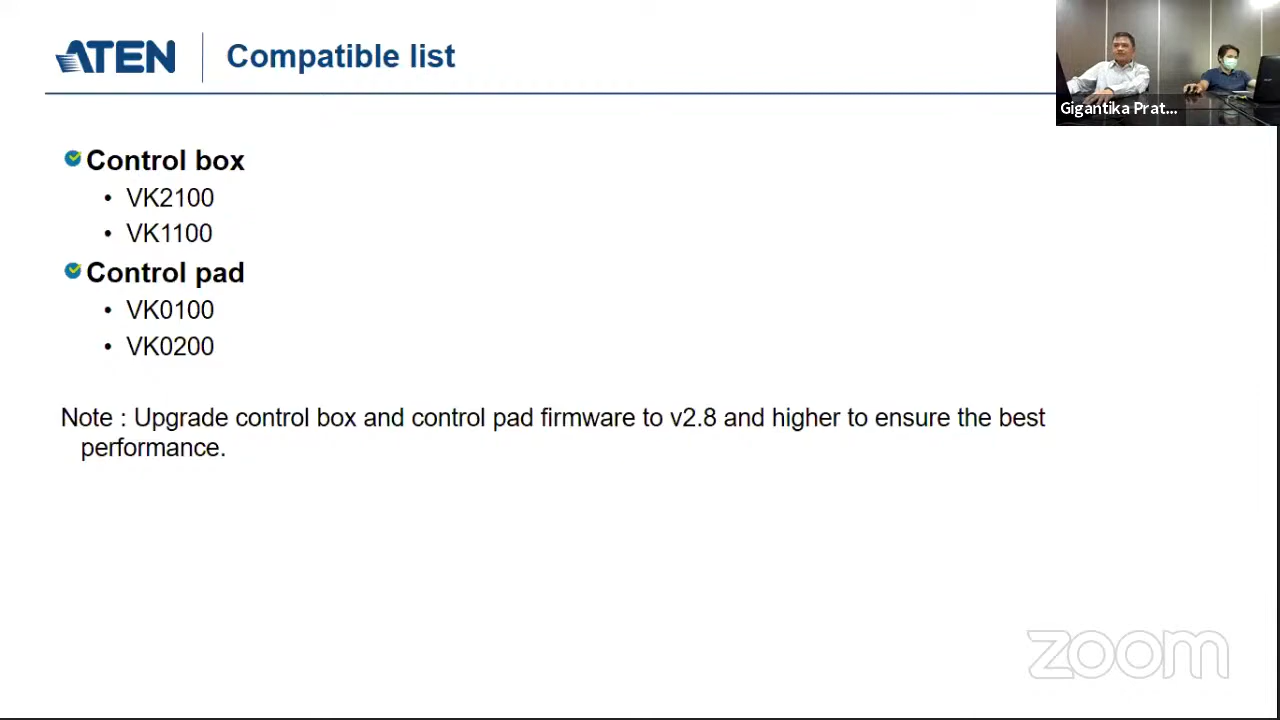 ATEN
Compatible list
Gigantika Prat...
Control box
• VK2100
• VK1100
Control pad
• VK0100
• VK0200
Note : Upgrade control box and control pad firmware to v2.8 and higher to ensure the best
performance.
zoom